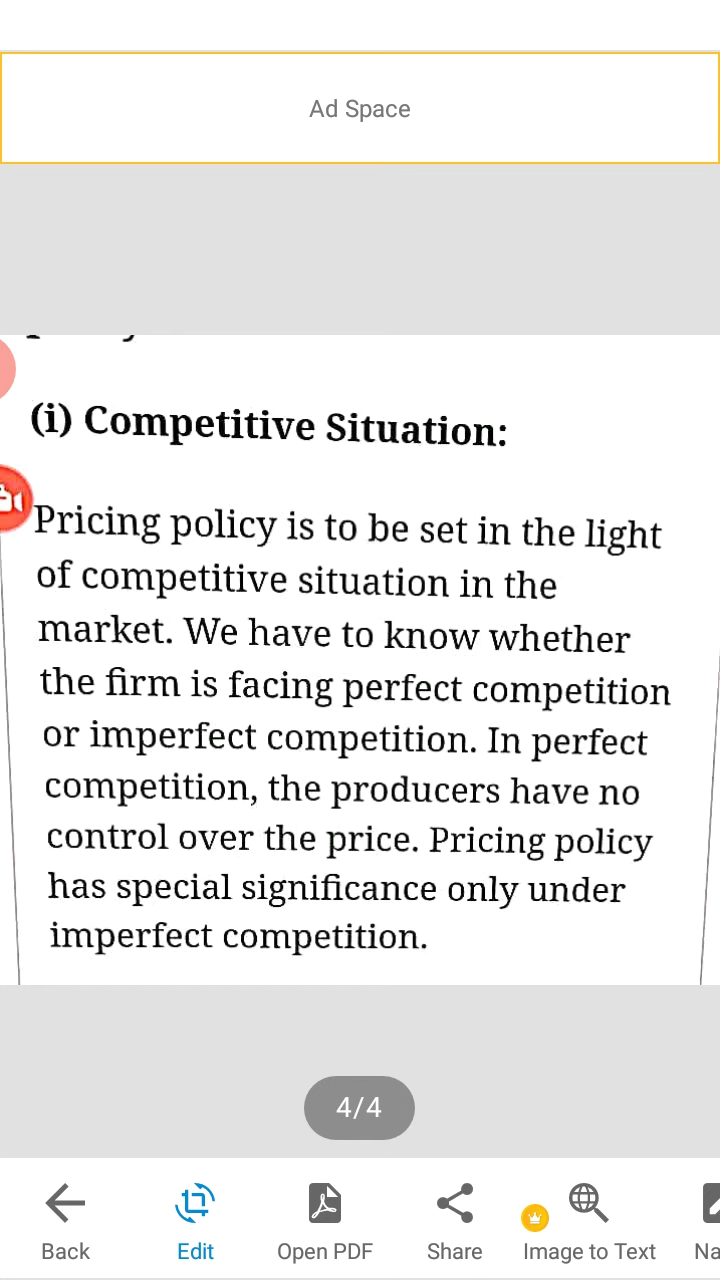 Ad Space
(i) Competitive Situation:
Pricing policy is to be set in the light
of competitive situation in the
market. We have to know whether
the firm is facing perfect competition
or imperfect competition. In perfect
competition, the producers have no
control over the price. Pricing policy
has special significance only under
imperfect competition.
4/4
Back
Edit
Open PDF
Share
Image to Text